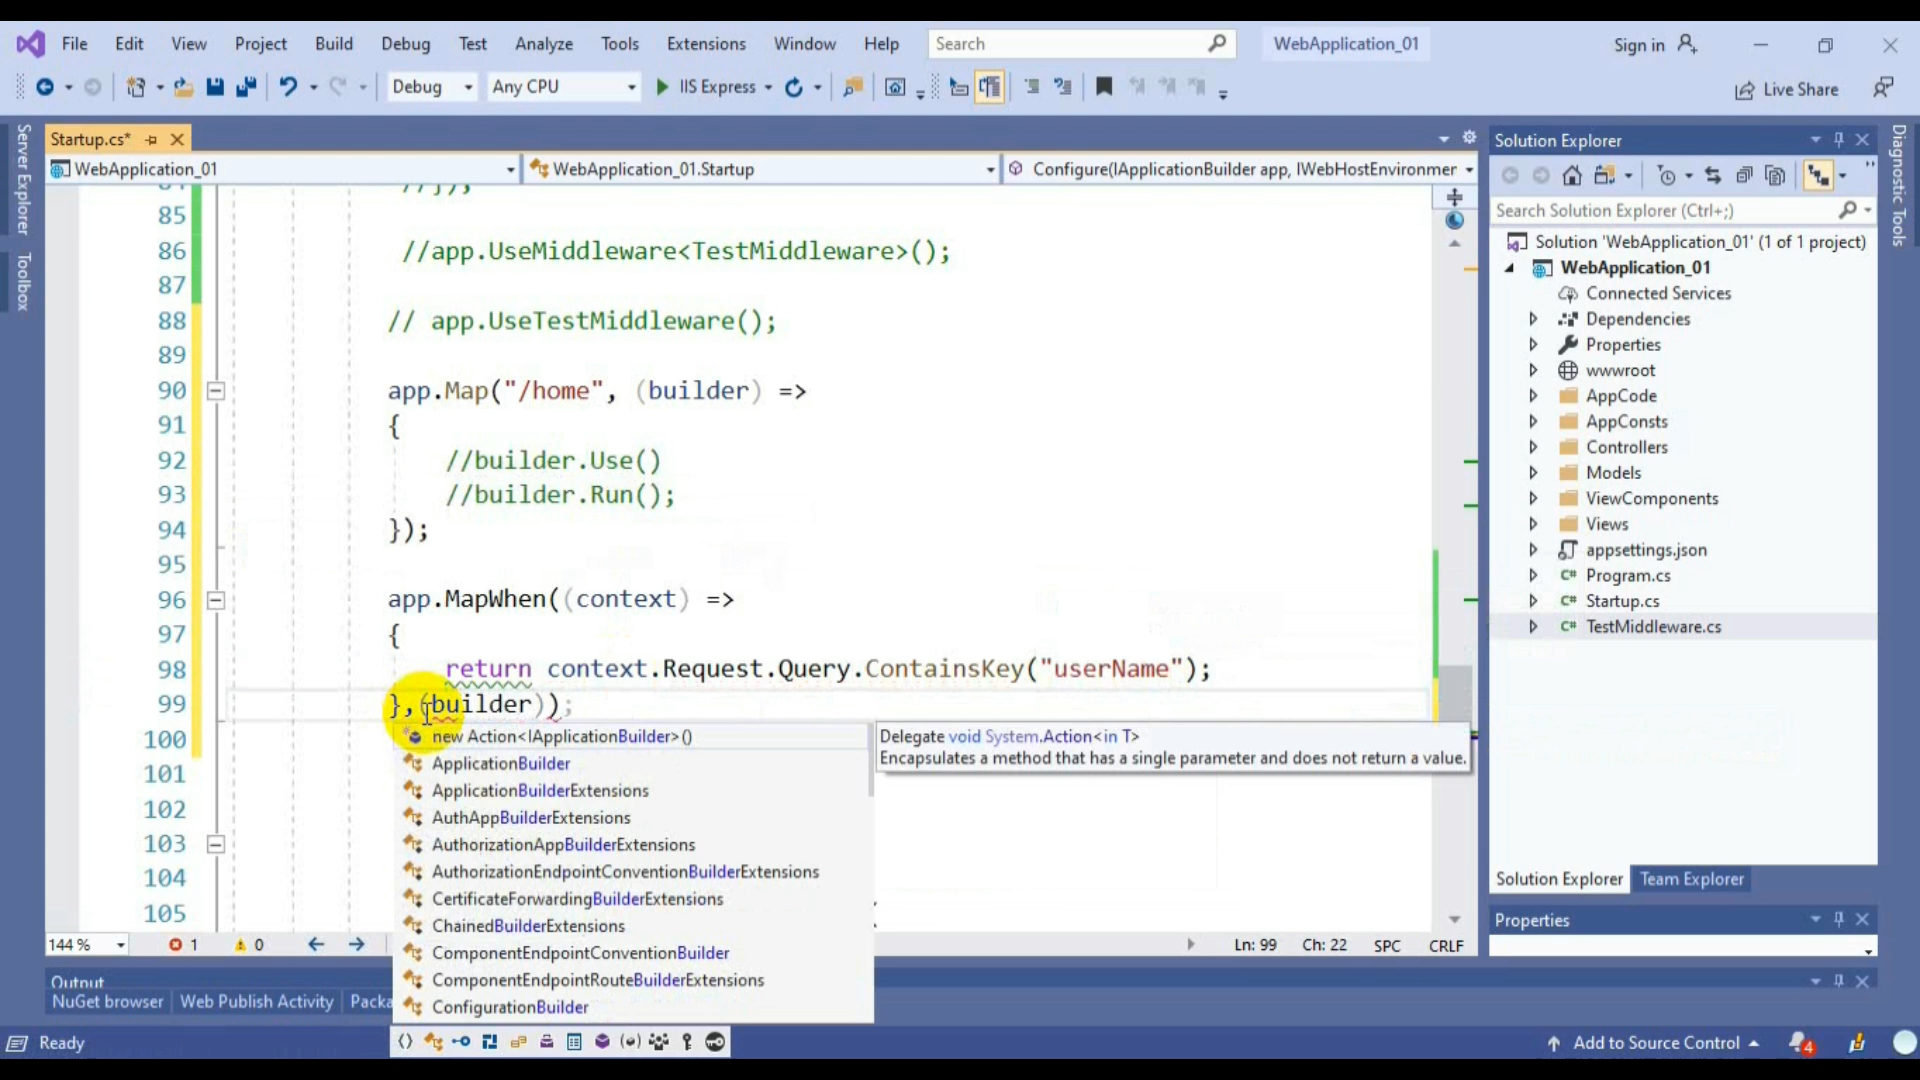 File Edit View Project Build Debug Test Analyze Tools Extensions Window Help Search WebApplication_01 Sign in
Debug Any CPU IIS Express Live Share
Server Explorer
Toolbox
Startup.cs*
WebApplication_01 WebApplication_01.Startup Configure(IApplicationBuilder app, IWebHostEnvironmer
85
86 //app.UseMiddleware<TestMiddleware>();
87
88 // app.UseTestMiddleware();
89
90 app.Map("/home", (builder) =>
91 {
92 //builder.Use()
93 //builder.Run();
94 });
95
96 app.MapWhen((context) =>
97 {
98 return context.Request.Query.ContainsKey("userName");
99 },(builder));
100
101
102
103
104
105
new Action<IApplicationBuilder>()
ApplicationBuilder
ApplicationBuilderExtensions
AuthAppBuilderExtensions
AuthorizationAppBuilderExtensions
AuthorizationEndpointConventionBuilderExtensions
CertificateForwardingBuilderExtensions
ChainedBuilderExtensions
ComponentEndpointConventionBuilder
ComponentEndpointRouteBuilderExtensions
ConfigurationBuilder
Delegate void System.Action<in T>
Encapsulates a method that has a single parameter and does not return a value.
144 % 1 0 Ln: 99 Ch: 22 SPC CRLF
Output
NuGet browser Web Publish Activity Packa
Solution Explorer
Search Solution Explorer (Ctrl+;)
Solution 'WebApplication_01' (1 of 1 project)
WebApplication_01
Connected Services
Dependencies
Properties
wwwroot
AppCode
AppConsts
Controllers
Models
ViewComponents
Views
appsettings.json
C# Program.cs
C# Startup.cs
C# TestMiddleware.cs
Solution Explorer Team Explorer
Properties
Diagnostic Tools
Ready Add to Source Control 4